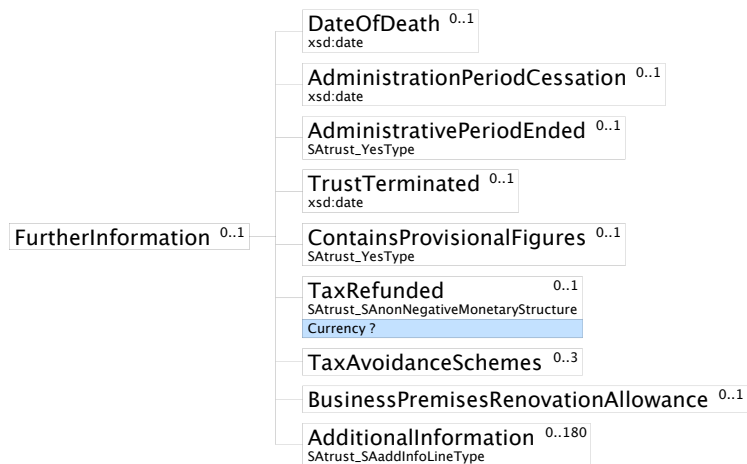 DateOfDeath 0..1
xsd:date
AdministrationPeriodCessation 0..1
xsd:date
AdministrativePeriodEnded 0..1
SAtrust_YesType
TrustTerminated 0..1
xsd:date
FurtherInformation 0..1
ContainsProvisionalFigures 0..1
SAtrust_YesType
TaxRefunded 0..1
SAtrust_SAnonNegativeMonetaryStructure
Currency ?
TaxAvoidanceSchemes 0..3
BusinessPremisesRenovationAllowance 0..1
AdditionalInformation 0..180
SAtrust_SAaddInfoLineType